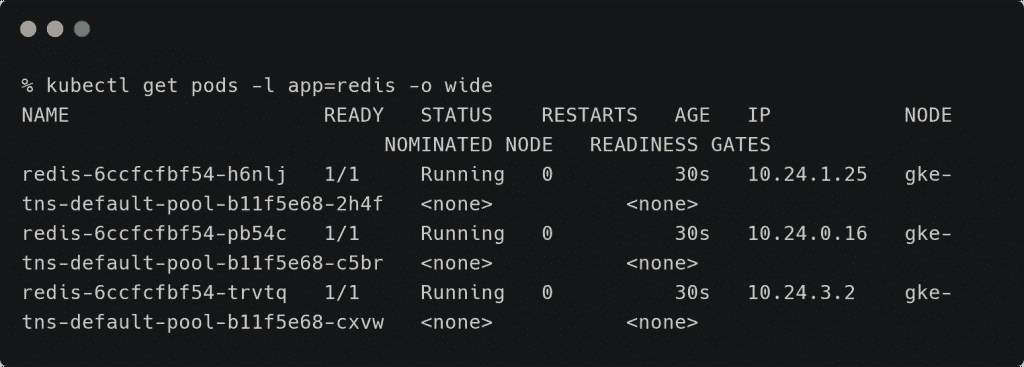 % kubectl get pods -l app=redis -o wide
NAME                     READY   STATUS    RESTARTS   AGE   IP           NODE
                              NOMINATED NODE   READINESS GATES
redis-6ccfcfbf54-h6nlj   1/1     Running   0          30s   10.24.1.25   gke-
tns-default-pool-b11f5e68-2h4f   <none>           <none>
redis-6ccfcfbf54-pb54c   1/1     Running   0          30s   10.24.0.16   gke-
tns-default-pool-b11f5e68-c5br   <none>           <none>
redis-6ccfcfbf54-trvtq   1/1     Running   0          30s   10.24.3.2    gke-
tns-default-pool-b11f5e68-cxvw   <none>           <none>